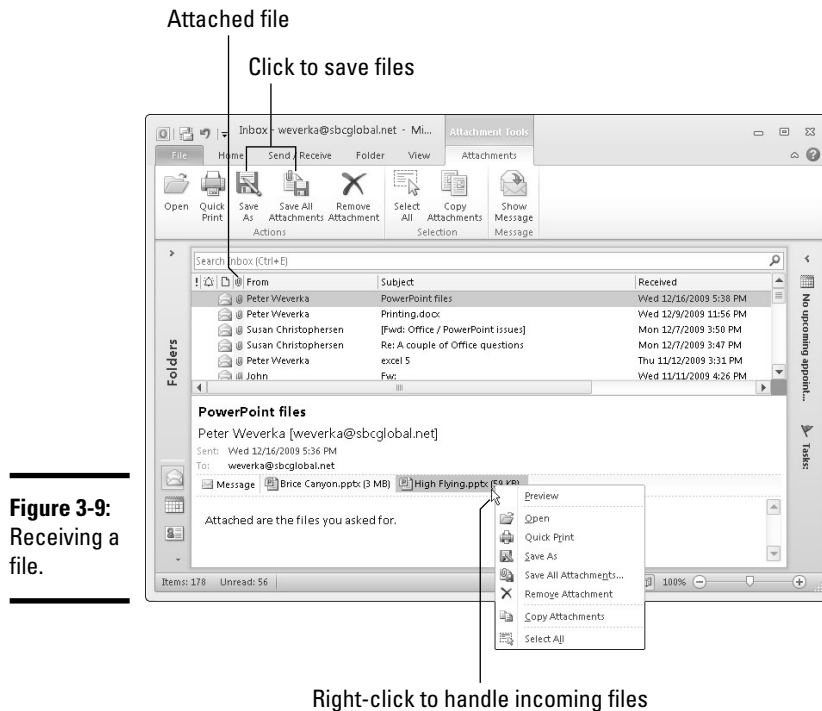 Attached file
Click to save files
Inbox - weverka@sbcglobal.net - Mi...
Attachment Tools
File Home Send / Receive Folder View Attachments
Open
Quick Print
Save As
Save All Attachments
Remove Attachment
Select All
Copy Attachments
Show Message
Actions Selection Message
Search Inbox (Ctrl+E)
From Subject Received
Peter Weverka PowerPoint files Wed 12/16/2009 5:38 PM
Peter Weverka Printing.docx Wed 12/9/2009 11:56 PM
Susan Christophersen [Fwd: Office / PowerPoint issues] Mon 12/7/2009 3:50 PM
Susan Christophersen Re: A couple of Office questions Mon 12/7/2009 3:47 PM
Peter Weverka excel 5 Thu 11/12/2009 3:31 PM
John Fw: Wed 11/11/2009 4:26 PM
Folders
No upcoming appoint...
Tasks:
PowerPoint files
Peter Weverka [weverka@sbcglobal.net]
Sent: Wed 12/16/2009 5:36 PM
To: weverka@sbcglobal.net
Message Brice Canyon.pptx (3 MB) High Flying.pptx (59 KB)
Attached are the files you asked for.
Preview
Open
Quick Print
Save As
Save All Attachments...
Remove Attachment
Copy Attachments
Select All
Items: 178 Unread: 56
100%
Figure 3-9:
Receiving a
file.
Right-click to handle incoming files